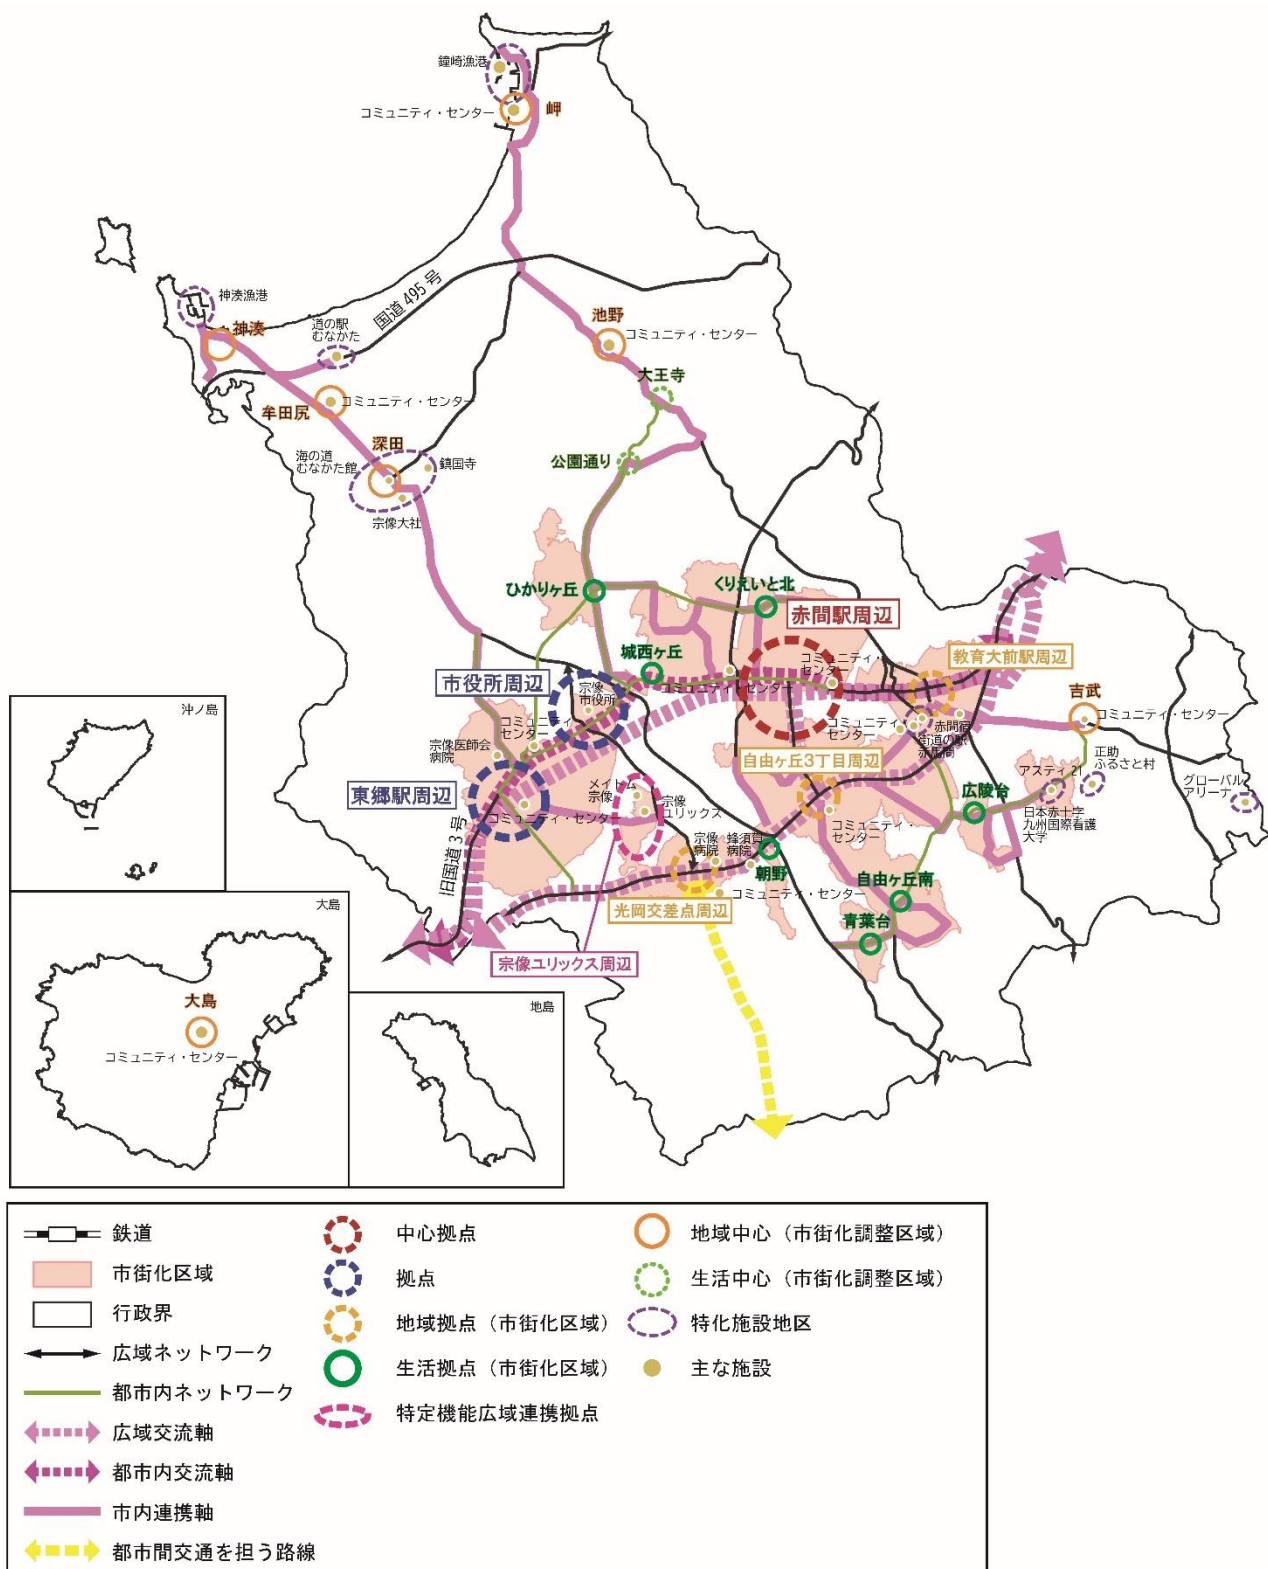 鐘崎漁港
コミュニティ・センター
岬
神湊漁港
神湊
道の駅
むなかた
国道 495 号
池野
コミュニティ・センター
大王寺
牟田尻
コミュニティ・センター
深田
海の道
むなかた館
鎮国寺
宗像大社
公園通り
ひかりヶ丘
くりえいと北
赤間駅周辺
城西ヶ丘
コミュニティ・センター
コミュニティ・
センター
教育大前駅周辺
市役所周辺
宗像
市役所
コミュニティ・
センター
宗像医師会
病院
コミュニティ・
センター
赤間宿
街道の駅
赤馬館
吉武
コミュニティ・センター
自由ヶ丘3丁目周辺
アスティ 21
正助
ふるさと村
グローバル
アリーナ
東郷駅周辺
コミュニティ・センター
メイトム
宗像
宗像
ユリックス
広陵台
日本赤十字
九州国際看護
大学
コミュニティ・
センター
旧国道 3 号
宗像
病院
蜂須賀
病院
朝野
コミュニティ・センター
自由ヶ丘南
光岡交差点周辺
青葉台
宗像ユリックス周辺
沖ノ島
大島
大島
コミュニティ・センター
地島
鉄道
市街化区域
行政界
広域ネットワーク
都市内ネットワーク
広域交流軸
都市内交流軸
市内連携軸
都市間交通を担う路線
中心拠点
拠点
地域拠点（市街化区域）
生活拠点（市街化区域）
特定機能広域連携拠点
地域中心（市街化調整区域）
生活中心（市街化調整区域）
特化施設地区
主な施設